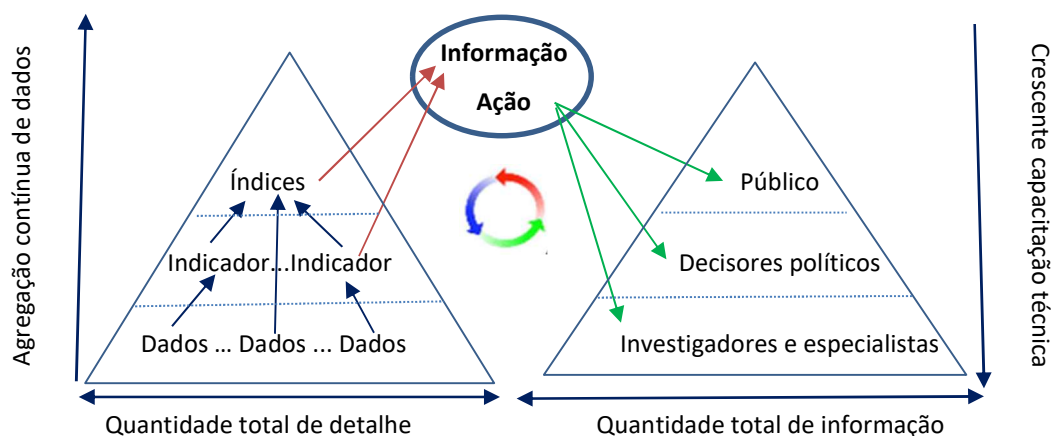 Informação
Ação
Agregação contínua de dados
Índices
Indicador...Indicador
Dados ... Dados ... Dados
Quantidade total de detalhe
Público
Decisores políticos
Investigadores e especialistas
Quantidade total de informação
Crescente capacitação técnica